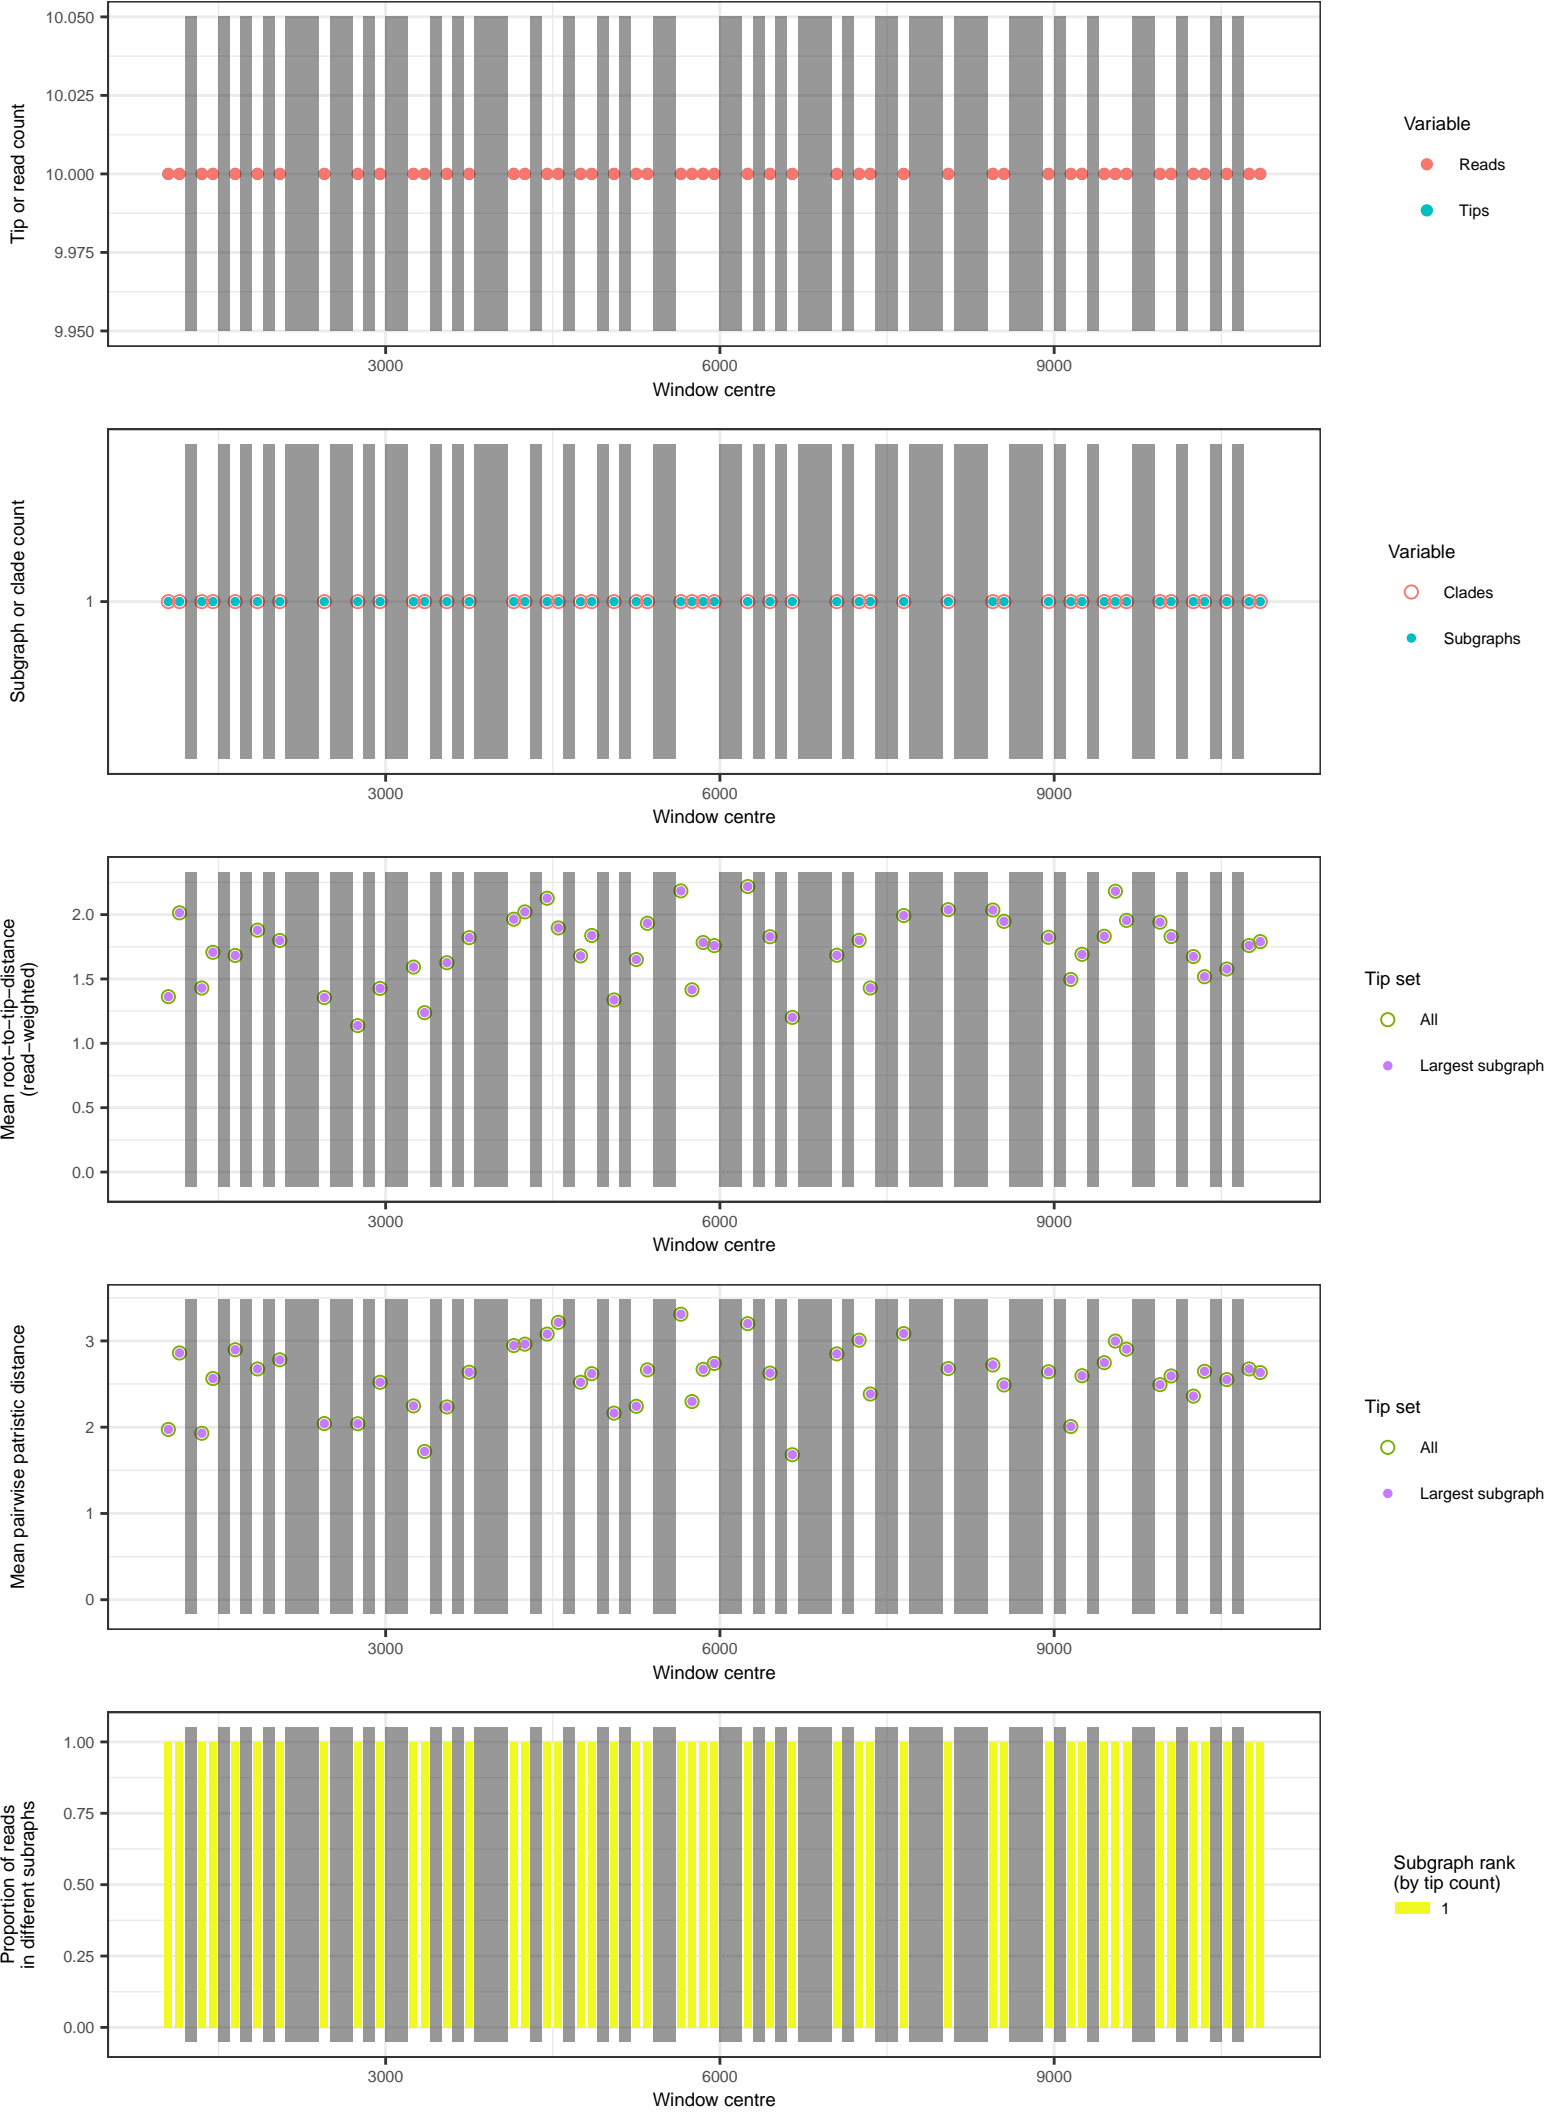 10.050
10.025
10.000
9.975
9.950
Tip or read count
3000 6000 9000
Window centre
Variable
Reads
Tips
1
Subgraph or clade count
3000 6000 9000
Window centre
Variable
Clades
Subgraphs
2.0
1.5
1.0
0.5
0.0
Mean root−to−tip−distance
(read−weighted)
3000 6000 9000
Window centre
Tip set
All
Largest subgraph
3
2
1
0
Mean pairwise patristic distance
3000 6000 9000
Window centre
Tip set
All
Largest subgraph
1.00
0.75
0.50
0.25
0.00
Proportion of reads
in different subraphs
3000 6000 9000
Window centre
Subgraph rank
(by tip count)
1